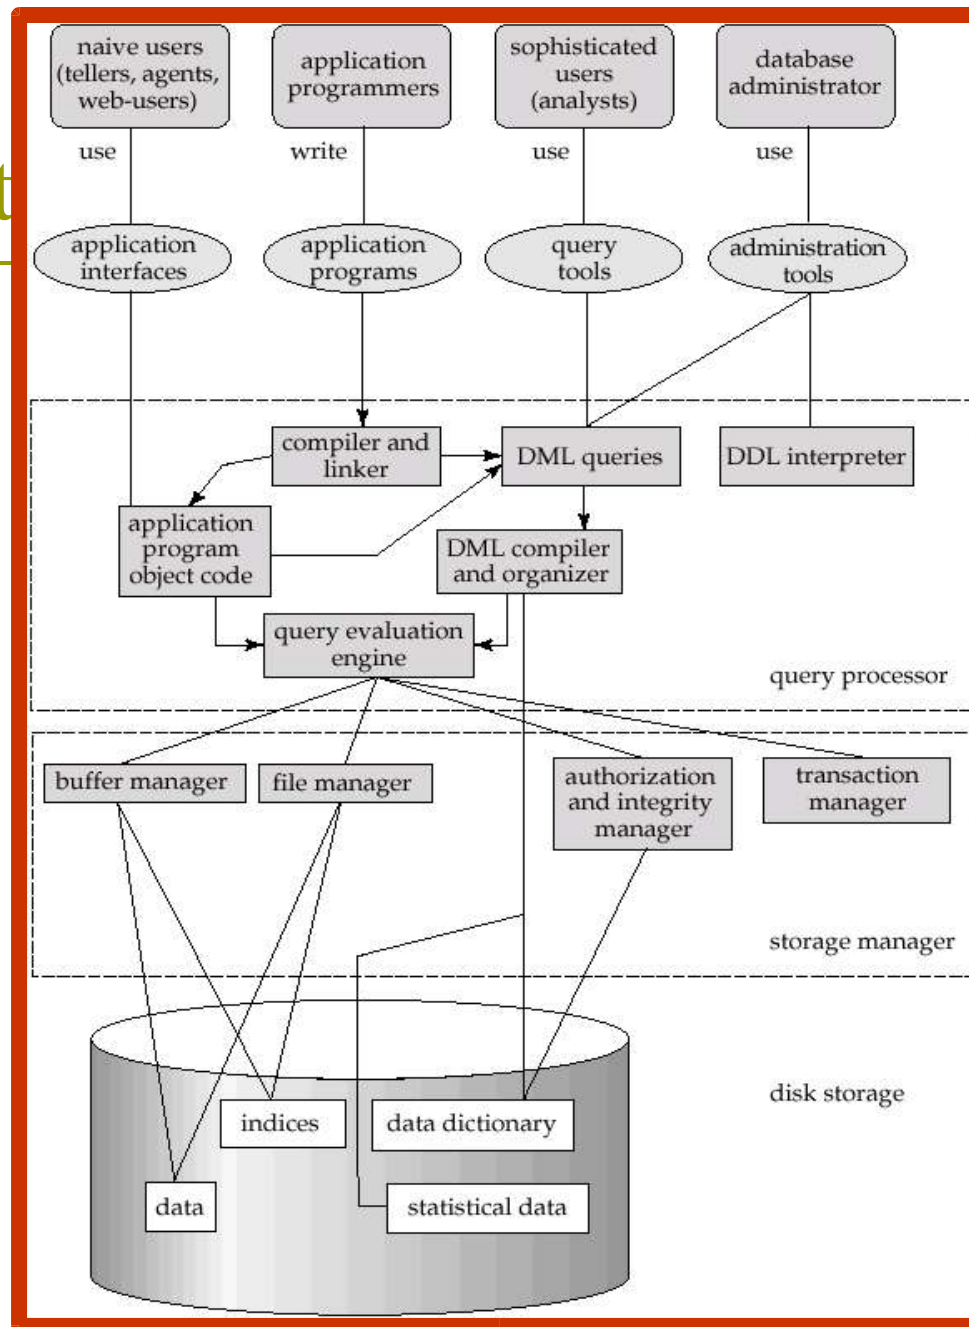 naive users
(tellers, agents,
web-users)
application
programmers
sophisticated
users
(analysts)
database
administrator
use
write
use
use
t
application
interfaces
application
programs
query
tools
administration
tools
compiler and
linker
DML queries
DDL interpreter
application
program
object code
DML compiler
and organizer
query evaluation
engine
query processor
buffer manager
file manager
authorization
and integrity
manager
transaction
manager
storage manager
disk storage
indices
data dictionary
data
statistical data